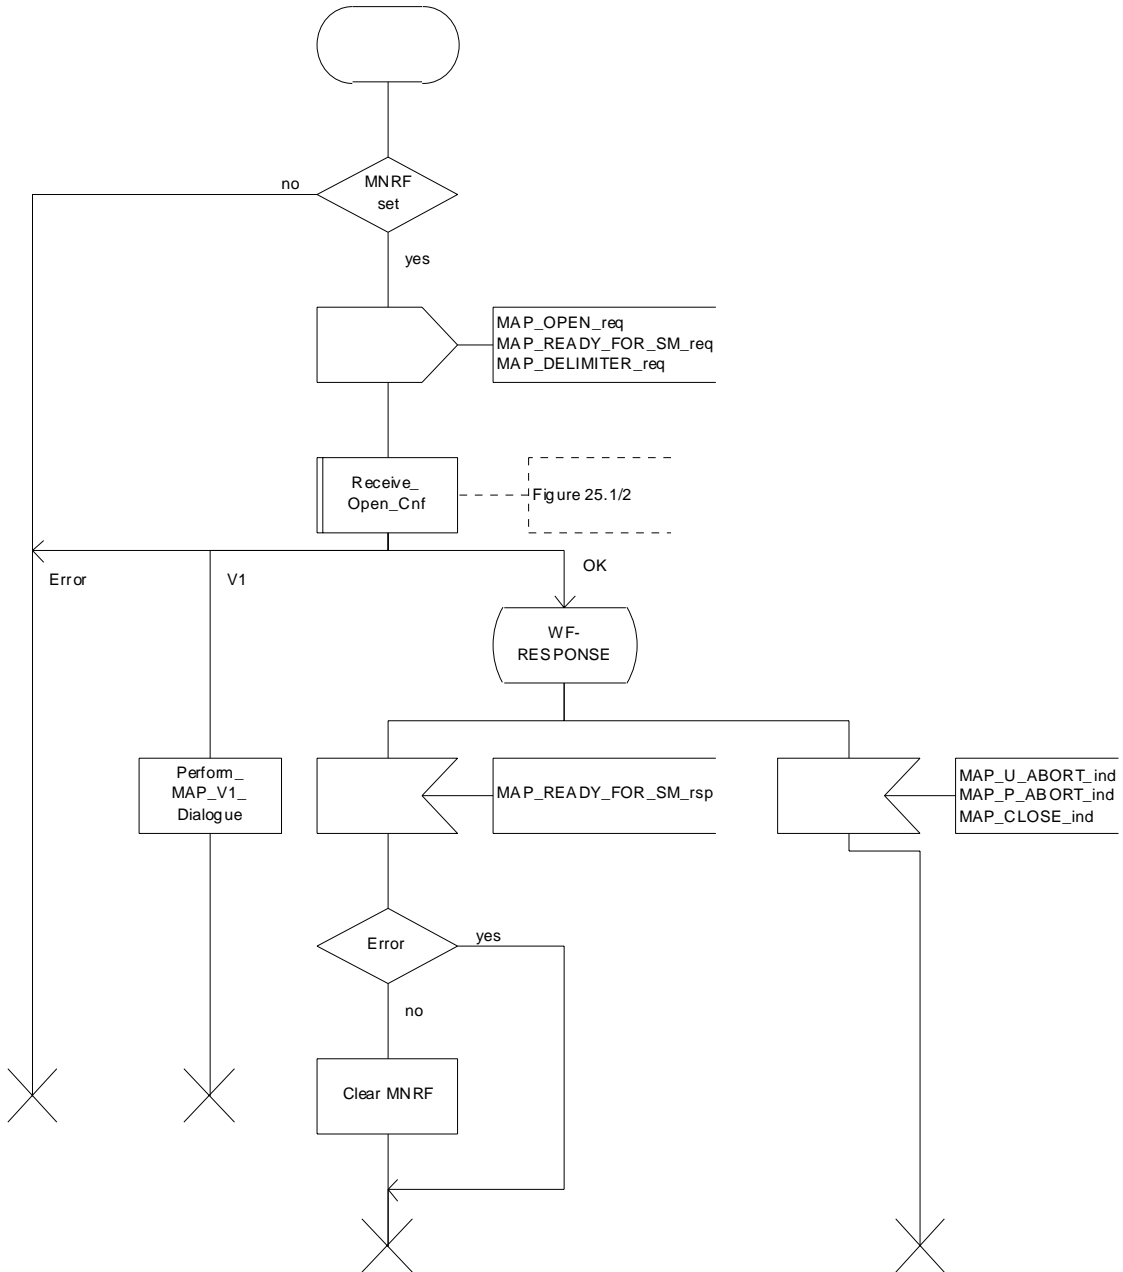 no
MNRF
set
yes
MAP_OPEN_req
MAP_READY_FOR_SM_req
MAP_DELIMITER_req
Receive_
Open_Cnf
Figure 25.1/2
Error
V1
OK
WF-
RESPONSE
Perform_
MAP_V1_
Dialogue
MAP_READY_FOR_SM_rsp
MAP_U_ABORT_ind
MAP_P_ABORT_ind
MAP_CLOSE_ind
Error
yes
no
Clear MNRF